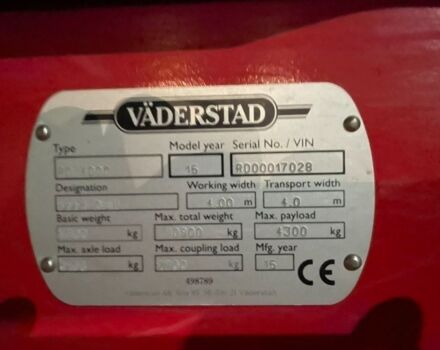 VÄDERSTAD
Type Model year Serial No. / VIN
15 RD00017028
Designation Working width Transport width
4.00 m 4.0 m
Basic weight Max. total weight Max. payload
kg kg 4300 kg
Max. axle load Max. coupling load Mfg. year
kg kg 15 CE
498789